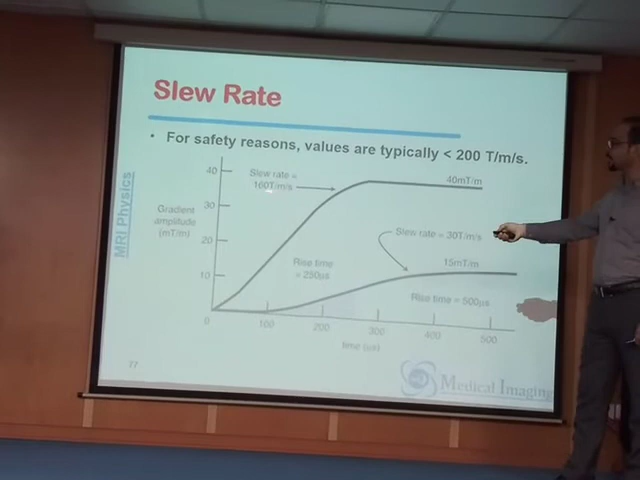 Slew Rate
• For safety reasons, values are typically < 200 T/m/s.
MRI Physics
40
30
20
10
0
Gradient
amplitude
(mT/m)
Slew rate =
160T/m/s
40mT/m
Slew rate = 30T/m/s
15mT/m
Rise time
= 250µs
Rise time = 500µs
100
200
300
400
500
time (µs)
77
Medical Imaging